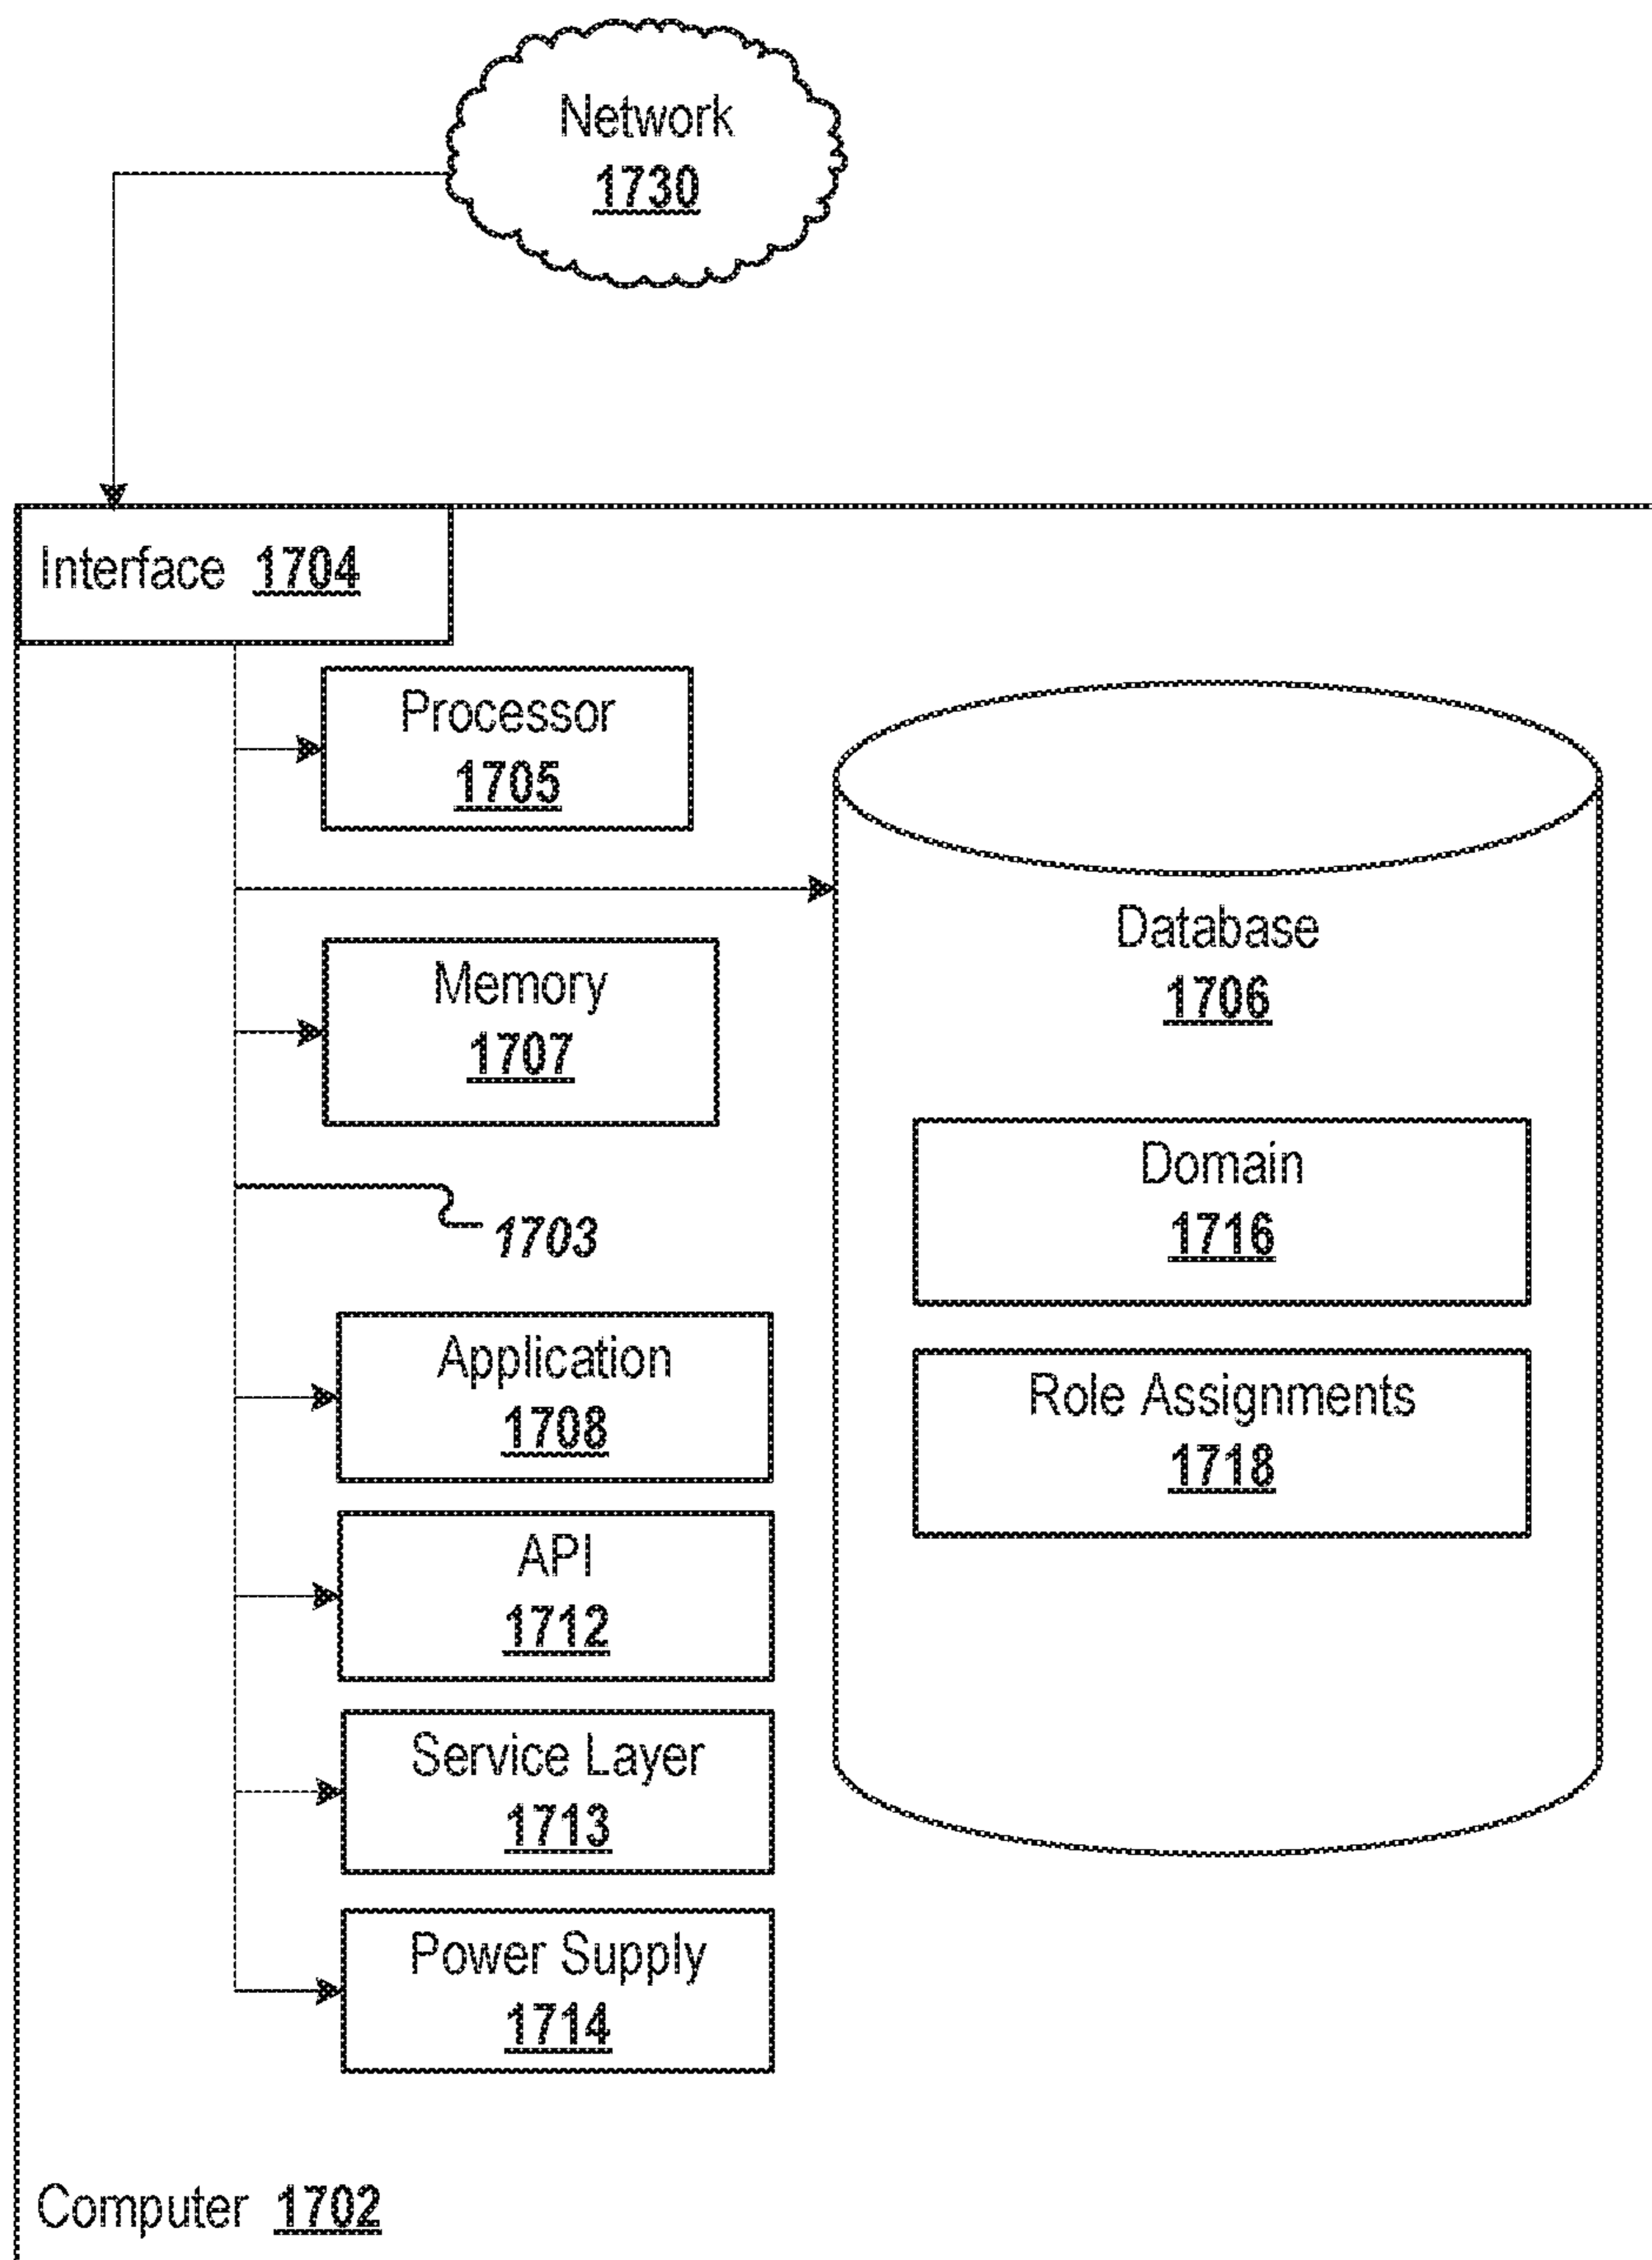 Network
1730
Interface 1704
Processor
1705
Database
1706
Memory
1707
Domain
1716
1703
Application
1708
Role Assignments
1718
API
1712
Service Layer
1713
Power Supply
1714
Computer 1702